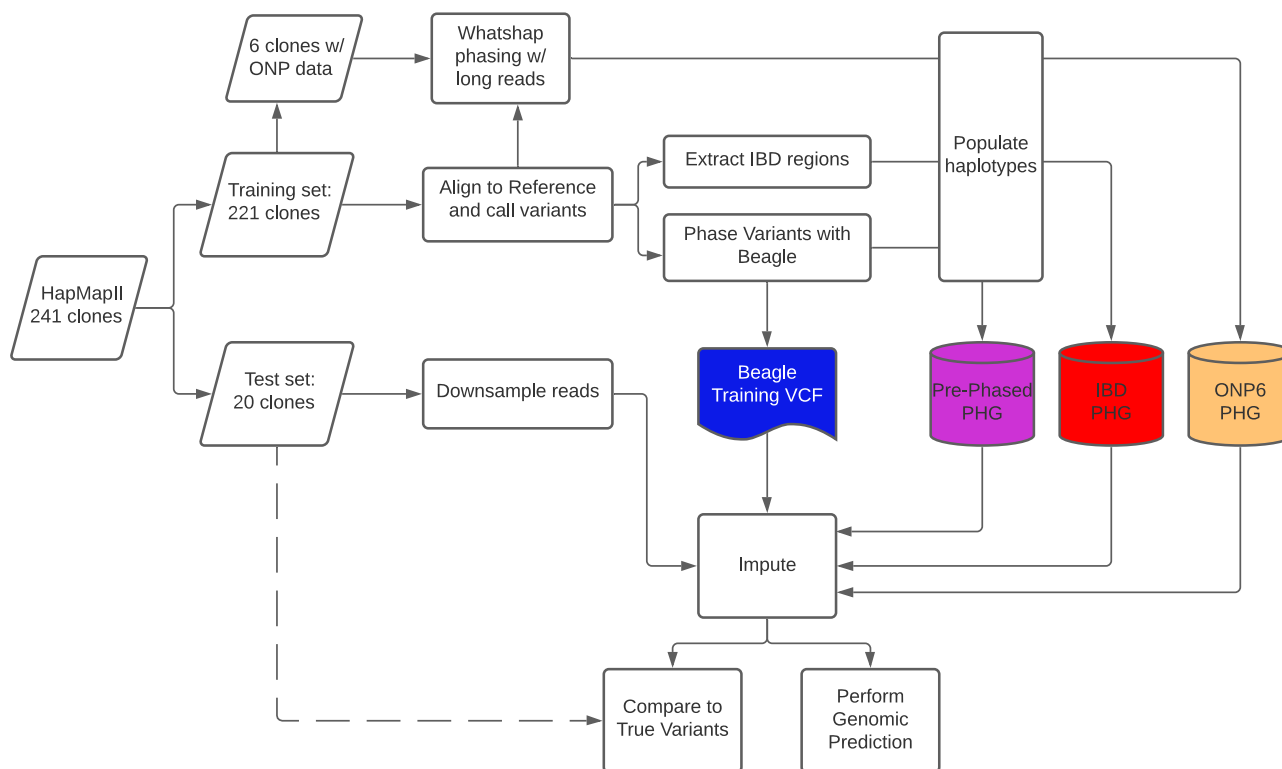 6 clones w/
ONP data
Whatshap
phasing w/
long reads
Populate
haplotypes
Training set:
221 clones
Align to Reference
and call variants
Extract IBD regions
Phase Variants with
Beagle
HapMapII
241 clones
Test set:
20 clones
Downsample reads
Beagle
Training VCF
Pre-Phased
PHG
IBD
PHG
ONP6
PHG
Impute
Compare to
True Variants
Perform
Genomic
Prediction